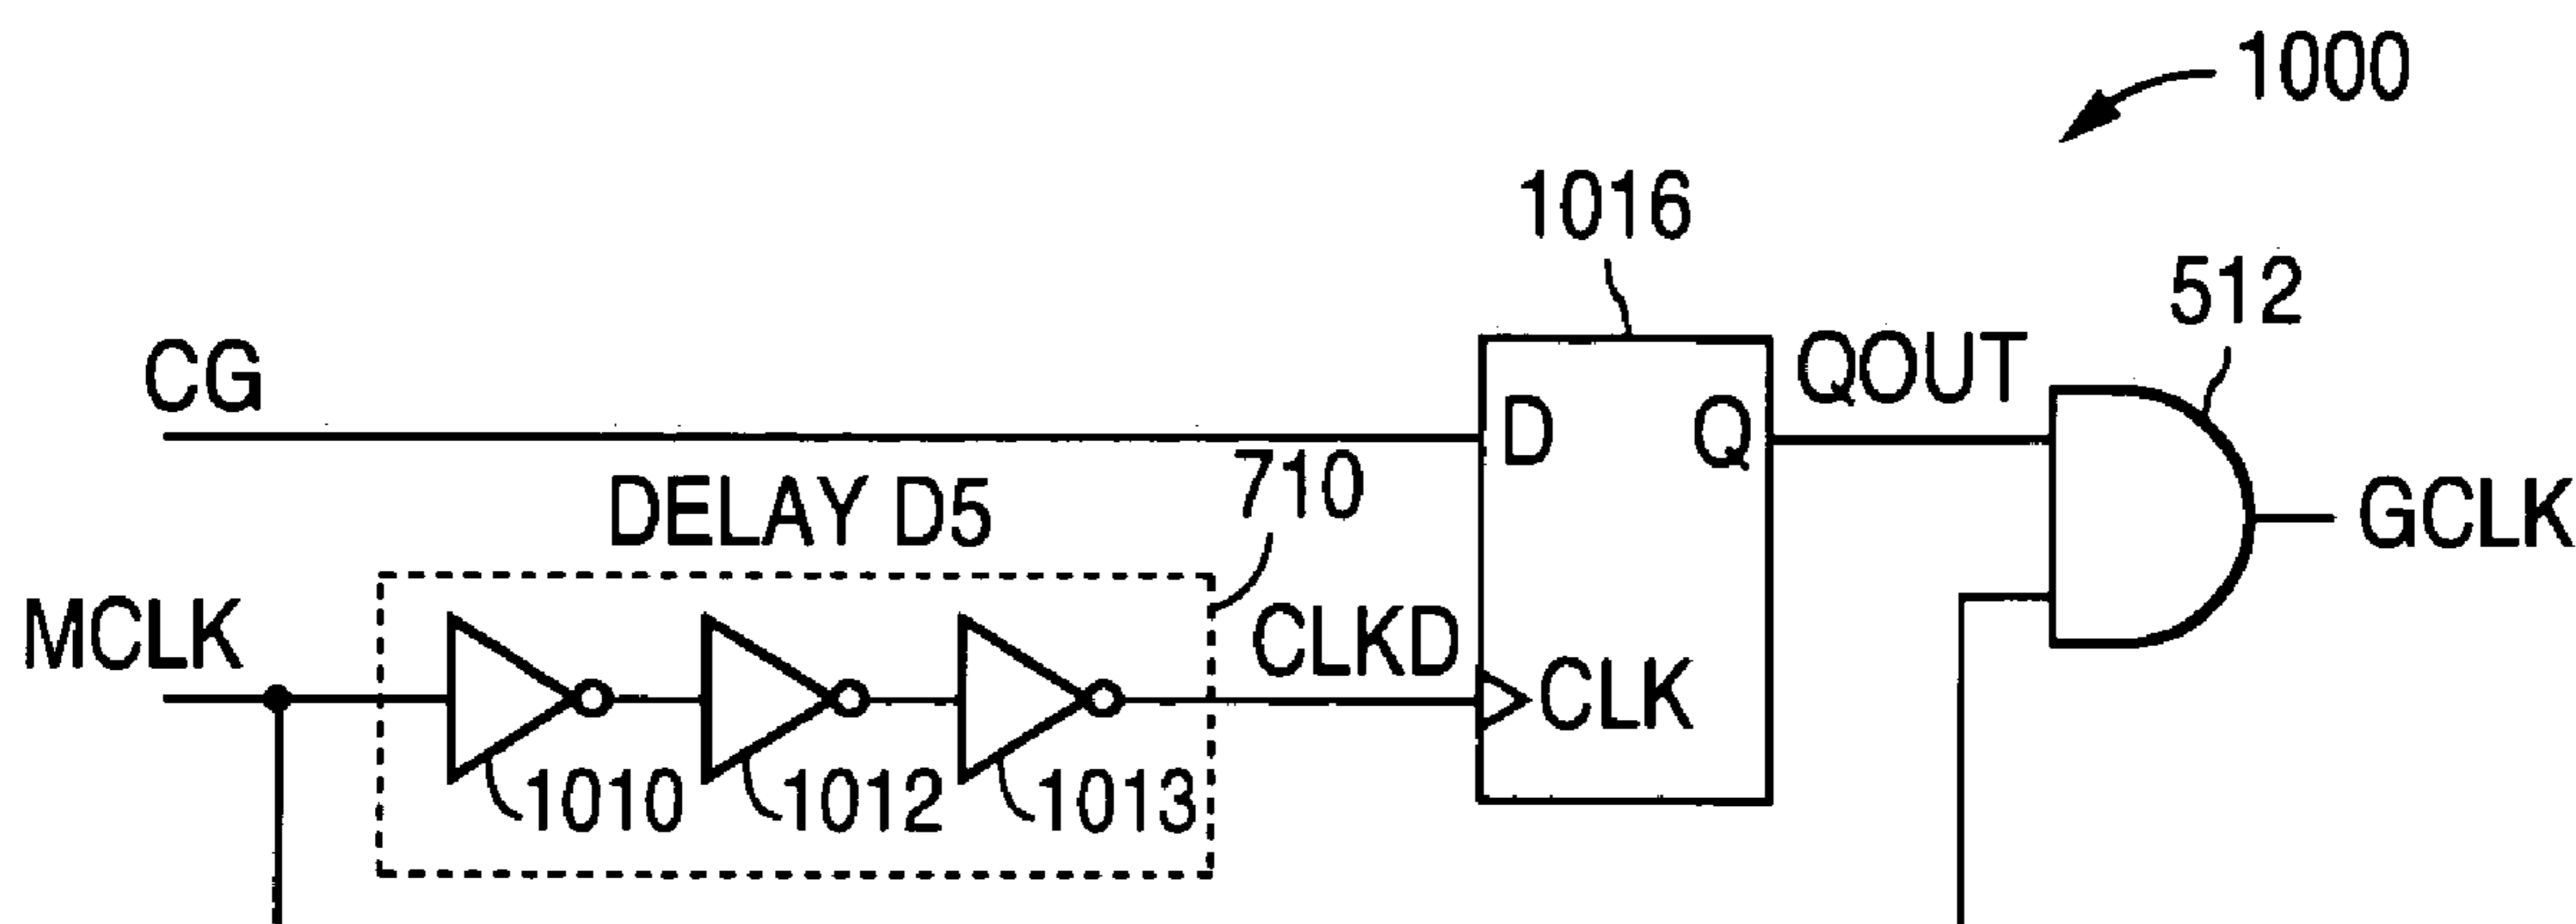 1000
1016
512
CG
QOUT
D
Q
710
DELAY D5
GCLK
MCLK
CLKD
CLK
1010
1012
1013